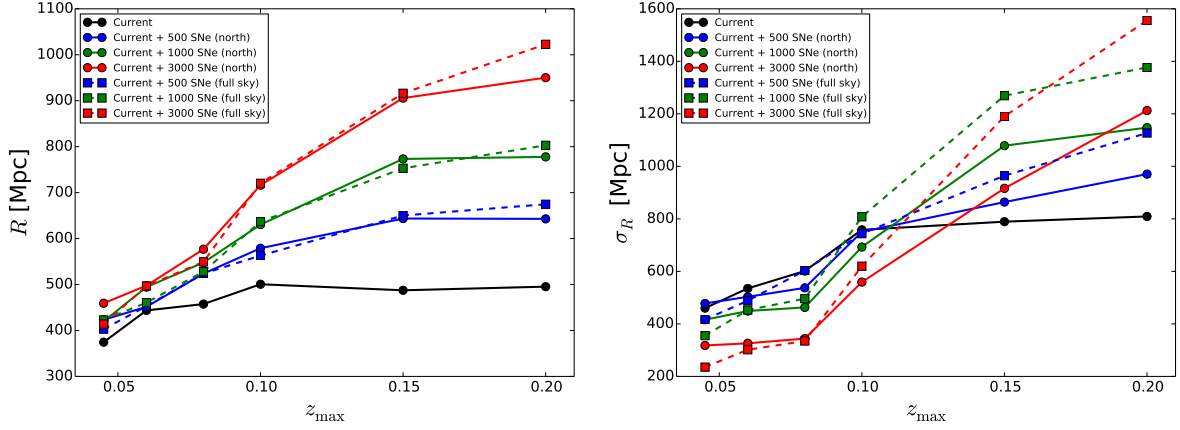 1100
1000
900
800
700
600
500
400
300
0.05
0.10
0.15
0.20
R [Mpc]
z_max
Current
Current + 500 SNe (north)
Current + 1000 SNe (north)
Current + 3000 SNe (north)
Current + 500 SNe (full sky)
Current + 1000 SNe (full sky)
Current + 3000 SNe (full sky)
1600
1400
1200
1000
800
600
400
200
0.05
0.10
0.15
0.20
σ_R [Mpc]
z_max
Current
Current + 500 SNe (north)
Current + 1000 SNe (north)
Current + 3000 SNe (north)
Current + 500 SNe (full sky)
Current + 1000 SNe (full sky)
Current + 3000 SNe (full sky)